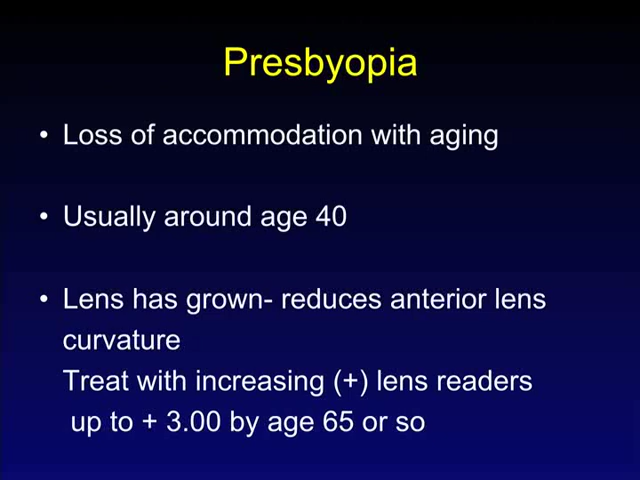 Presbyopia
• Loss of accommodation with aging
• Usually around age 40
• Lens has grown- reduces anterior lens
curvature
Treat with increasing (+) lens readers
up to + 3.00 by age 65 or so